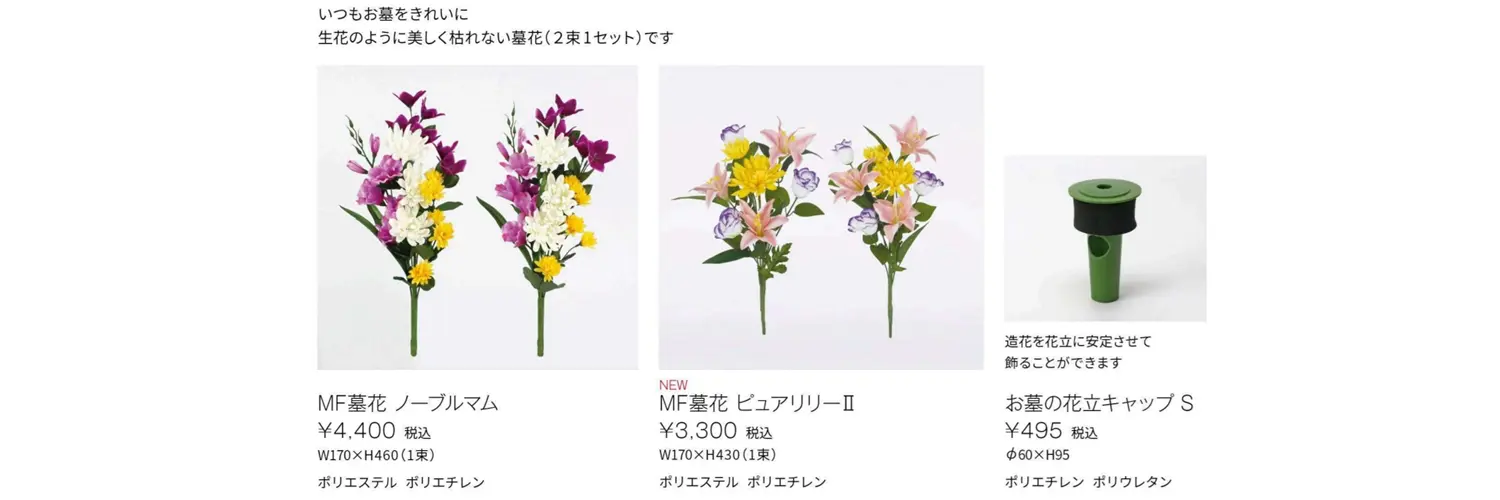 いつもお墓をきれいに
生花のように美しく枯れない墓花（２束１セット）です
造花を花立に安定させて
飾ることができます
NEW
MF墓花 ノーブルマム
¥4,400 税込
W170×H460（1束）
ポリエステル ポリエチレン
MF墓花 ピュアリリーⅡ
¥3,300 税込
W170×H430（1束）
ポリエステル ポリエチレン
お墓の花立キャップ S
¥495 税込
φ60×H95
ポリエチレン ポリウレタン